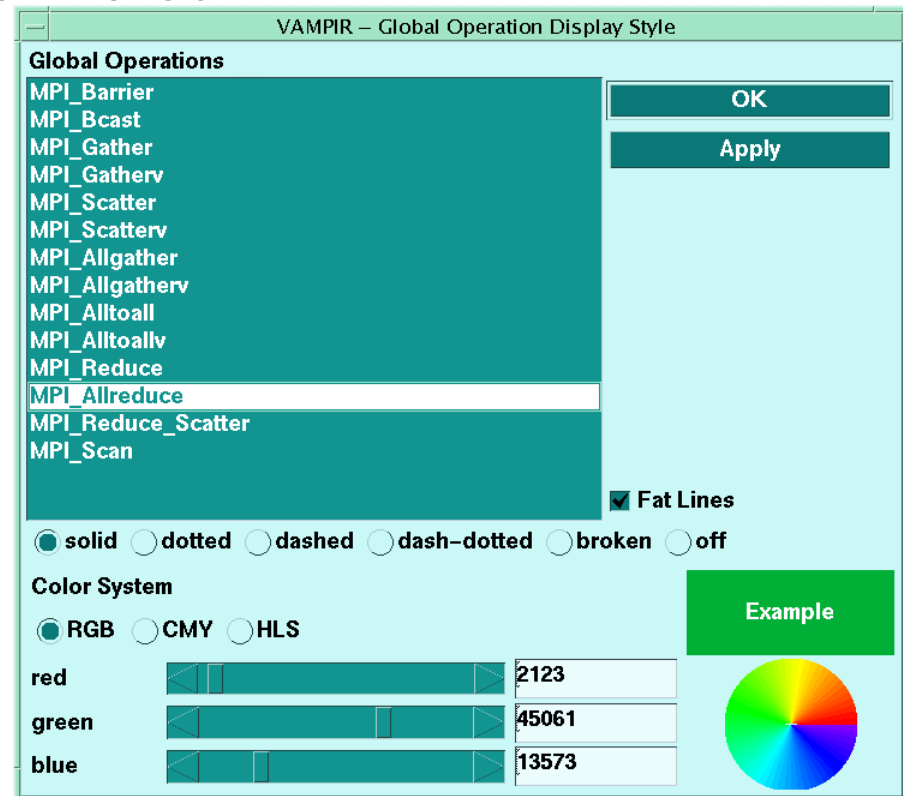 VAMPIR – Global Operation Display Style
Global Operations
MPI_Barrier
MPI_Bcast
MPI_Gather
MPI_Gatherv
MPI_Scatter
MPI_Scatterv
MPI_Allgather
MPI_Allgatherv
MPI_Alltoall
MPI_Alltoallv
MPI_Reduce
MPI_Allreduce
MPI_Reduce_Scatter
MPI_Scan
OK
Apply
Fat Lines
solid dotted dashed dash–dotted broken off
Color System
RGB CMY HLS
Example
red 2123
green 45061
blue 13573